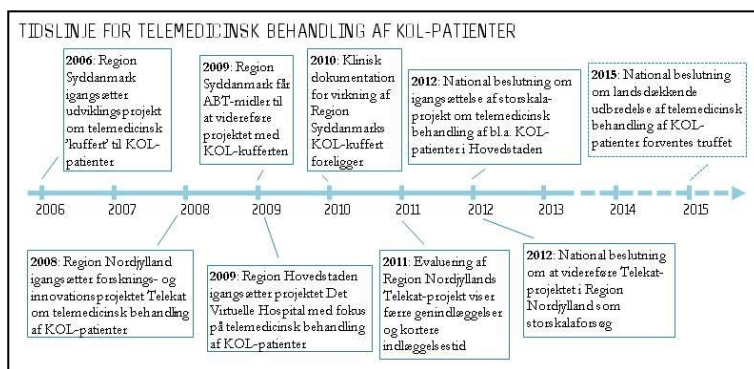 TIDSLINJE FOR TELEMEDICINSK BEHANDLING AF KOL-PATIENTER
2006: Region
Syddanmark
igangsætter
udviklingsprojekt
om telemedicinsk
'kuffert' til KOL-
patienter
2009: Region
Syddanmark får
ABT-midler til
at videreføre
projektet med
KOL-kufferten
2010: Klinisk
dokumentation
for virkning af
Region
Syddanmarks
KOL-kuffert
foreligger
2012: National beslutning om
igangsættelse af storskala-
projekt om telemedicinsk
behandling af bl.a. KOL-
patienter i Hovedstaden
2015: National beslutning
om landsdækkende
udbredelse af telemedicinsk
behandling af KOL-
patienter forventes truffet
2006 2007 2008 2009 2010 2011 2012 2013 2014 2015
2008: Region Nordjylland
igangsætter forsknings- og
innovationsprojektet Telekat
om telemedicinsk behandling
af KOL-patienter
2009: Region Hovedstaden
igangsætter projektet Det
Virtuelle Hospital med fokus
på telemedicinsk behandling
af KOL-patienter
2011: Evaluering af
Region Nordjyllands
Telekat-projekt viser
færre genindlæggelser
og kortere
indlæggelsestid
2012: National beslutning
om at videreføre Telekat-
projektet i Region
Nordjylland som
storskalaforsøg